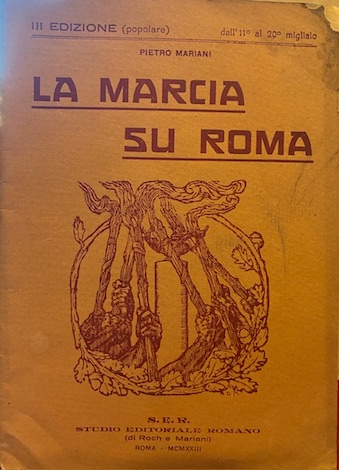 III EDIZIONE (popolare) dall'11° al 20° migliaio
PIETRO MARIANI
LA MARCIA
SU ROMA
S.E.R.
STUDIO EDITORIALE ROMANO
(di Roch e Mariani)
ROMA - MCMXXIII